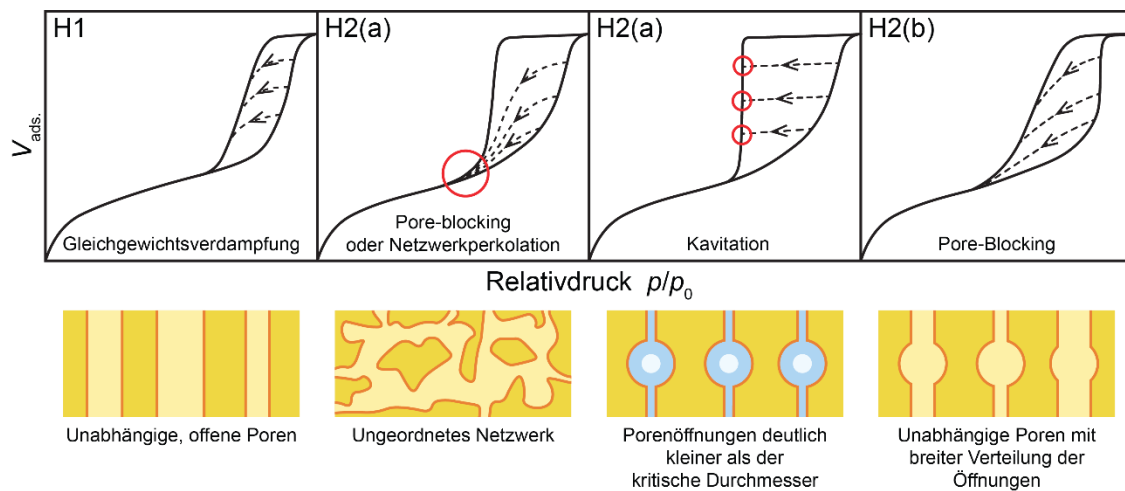 H1
H2(a)
H2(a)
H2(b)
V_ads.
Gleichgewichtsverdampfung
Pore-blocking
oder Netzwerkperkolation
Kavitation
Pore-Blocking
Relativdruck p/p₀
Unabhängige, offene Poren
Ungeordnetes Netzwerk
Porenöffnungen deutlich
kleiner als der
kritische Durchmesser
Unabhängige Poren mit
breiter Verteilung der
Öffnungen